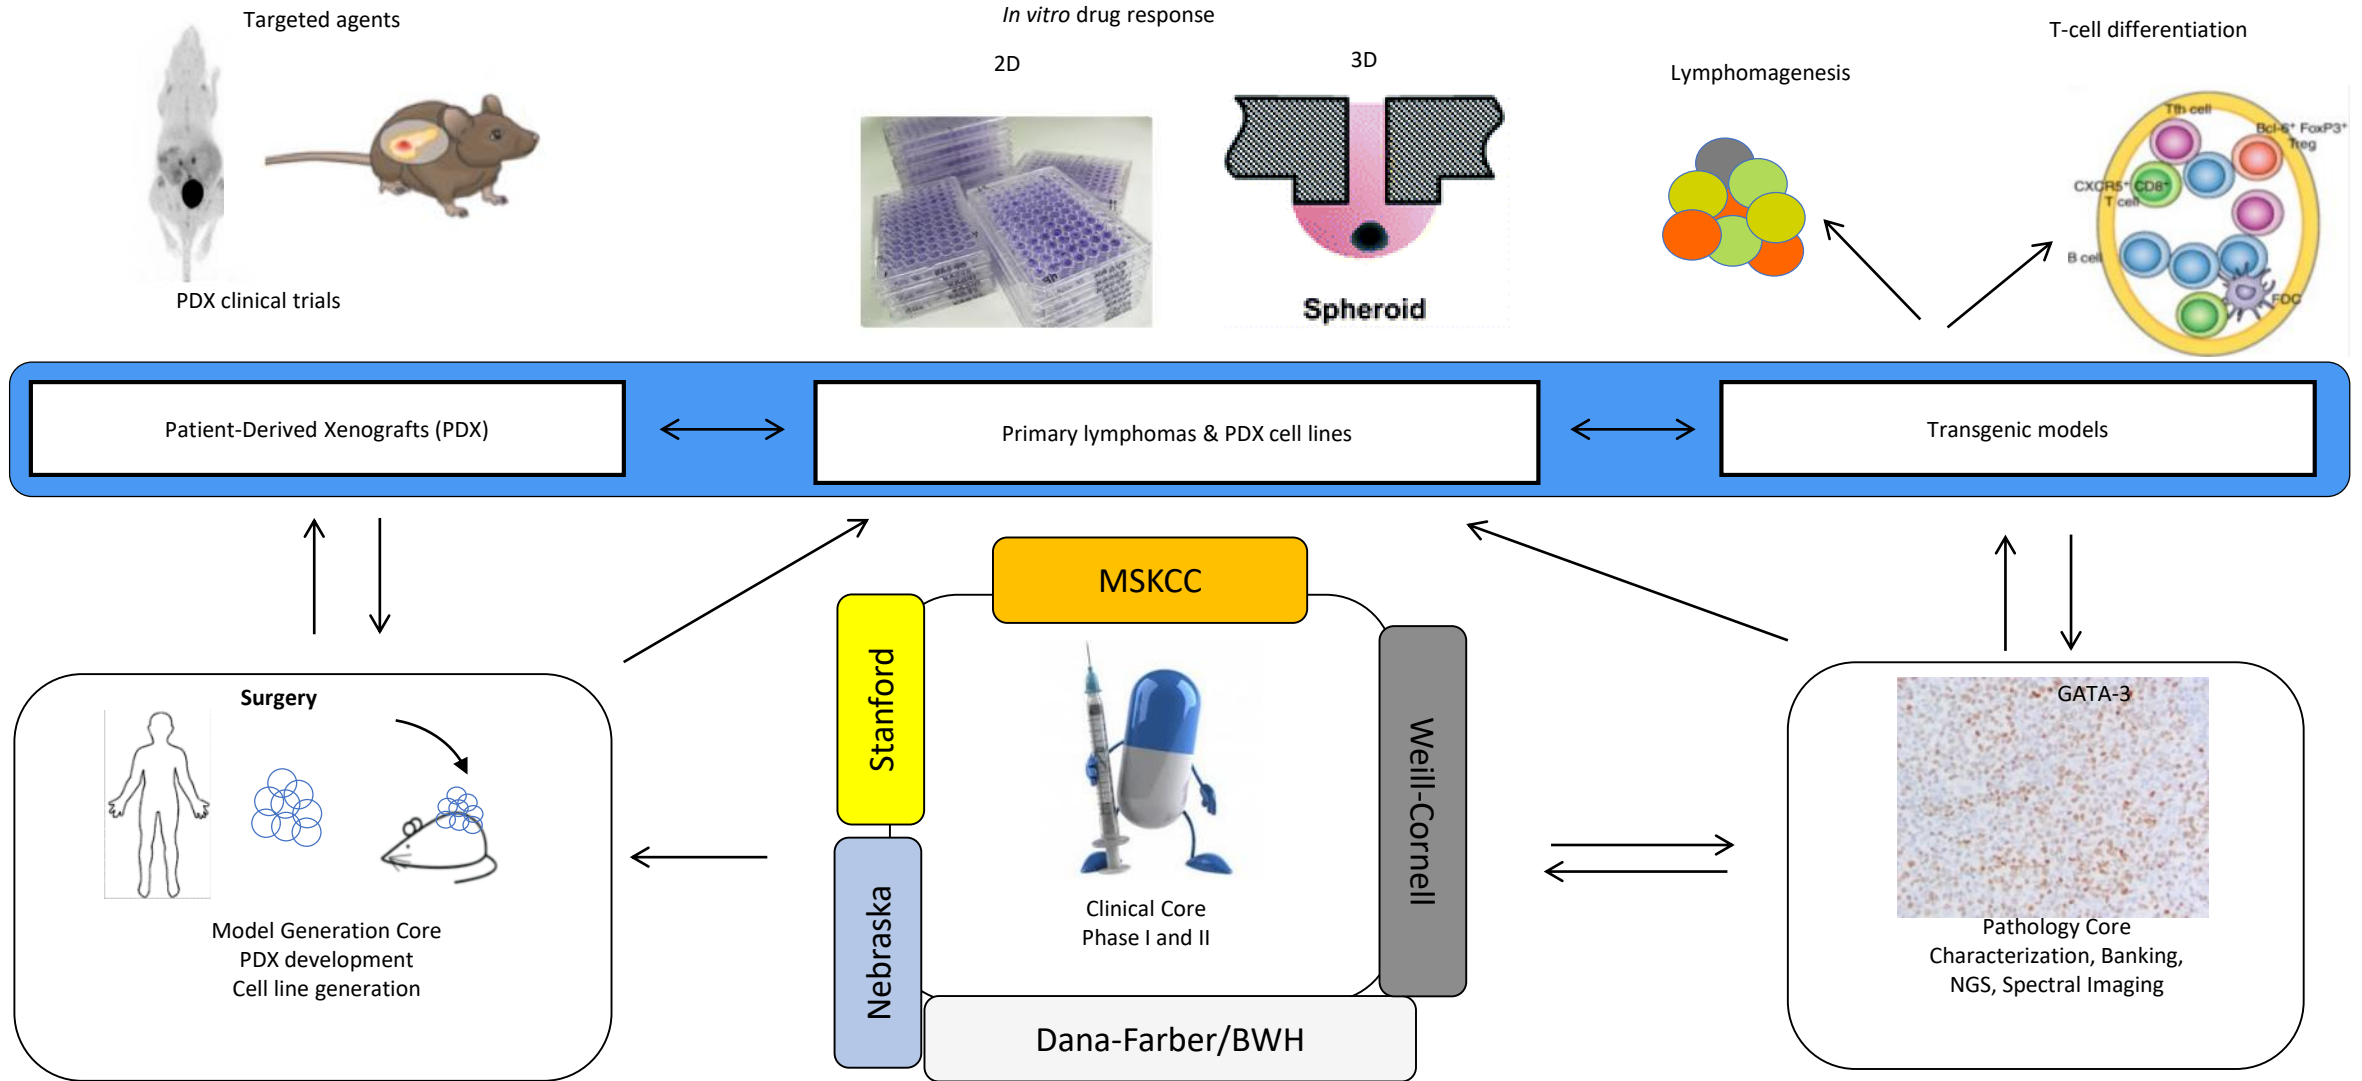 Targeted agents
In vitro drug response
T-cell differentiation
2D
3D
Lymphomagenesis
Tfh cell
Bcl-6⁺ FoxP3⁺
Treg
CXCR5⁺ CD8⁺
T cell
B cell
FDC
PDX clinical trials
Spheroid
Patient-Derived Xenografts (PDX)
Primary lymphomas & PDX cell lines
Transgenic models
MSKCC
Stanford
Weill-Cornell
Nebraska
Dana-Farber/BWH
Clinical Core
Phase I and II
Surgery
Model Generation Core
PDX development
Cell line generation
GATA-3
Pathology Core
Characterization, Banking,
NGS, Spectral Imaging